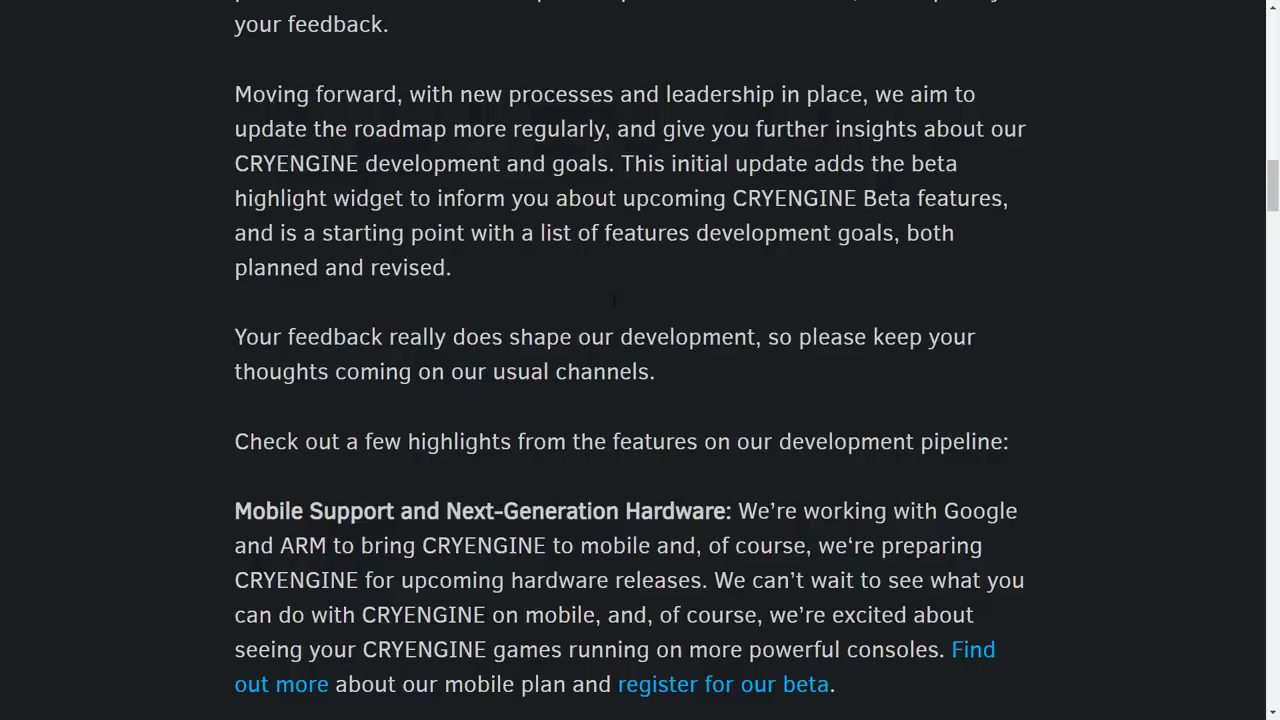 your feedback.
Moving forward, with new processes and leadership in place, we aim to
update the roadmap more regularly, and give you further insights about our
CRYENGINE development and goals. This initial update adds the beta
highlight widget to inform you about upcoming CRYENGINE Beta features,
and is a starting point with a list of features development goals, both
planned and revised.
Your feedback really does shape our development, so please keep your
thoughts coming on our usual channels.
Check out a few highlights from the features on our development pipeline:
Mobile Support and Next-Generation Hardware: We’re working with Google
and ARM to bring CRYENGINE to mobile and, of course, we‘re preparing
CRYENGINE for upcoming hardware releases. We can’t wait to see what you
can do with CRYENGINE on mobile, and, of course, we’re excited about
seeing your CRYENGINE games running on more powerful consoles. Find
out more about our mobile plan and register for our beta.